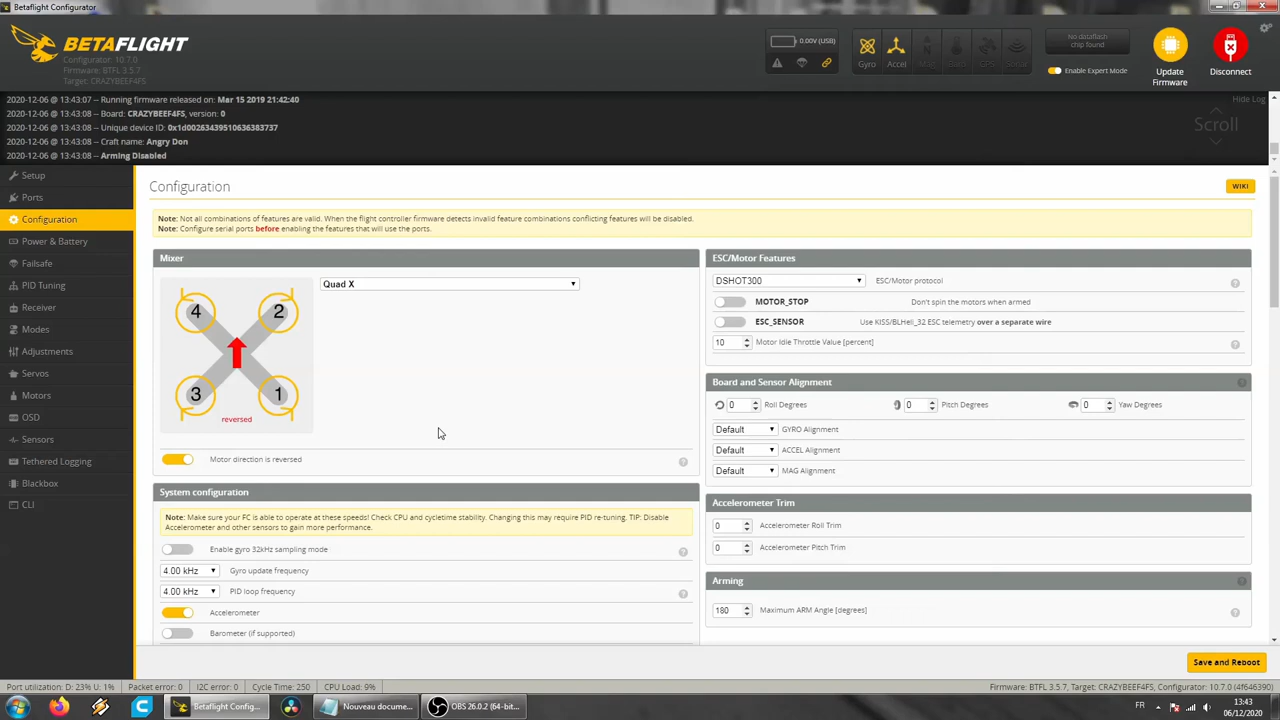 Betaflight Configurator
BETAFLIGHT
Configurator: 10.7.0
Firmware: BTFL 3.5.7
Target: CRAZYBEEF4FS
0.00V (USB)
Gyro
Accel
No dataflash
chip found
Enable Expert Mode
Update
Firmware
Disconnect
2020-12-06 @ 13:43:07 -- Running firmware released on: Mar 15 2019 21:42:40
2020-12-06 @ 13:43:08 -- Board: CRAZYBEEF4FS, version: 0
2020-12-06 @ 13:43:08 -- Unique device ID: 0x1d002634395106363837​37
2020-12-06 @ 13:43:08 -- Craft name: Angry Don
2020-12-06 @ 13:43:08 -- Arming Disabled
Hide Log
Scroll
Setup
Ports
Configuration
Power & Battery
Failsafe
PID Tuning
Receiver
Modes
Adjustments
Servos
Motors
OSD
Sensors
Tethered Logging
Blackbox
CLI
Configuration
WIKI
Note: Not all combinations of features are valid. When the flight controller firmware detects invalid feature combinations conflicting features will be disabled.
Note: Configure serial ports before enabling the features that will use the ports.
Mixer
Quad X
4
2
3
1
reversed
Motor direction is reversed
System configuration
Note: Make sure your FC is able to operate at these speeds! Check CPU and cycletime stability. Changing this may require PID re-tuning. TIP: Disable
Accelerometer and other sensors to gain more performance.
Enable gyro 32kHz sampling mode
4.00 kHz Gyro update frequency
4.00 kHz PID loop frequency
Accelerometer
Barometer (if supported)
ESC/Motor Features
DSHOT300 ESC/Motor protocol
MOTOR_STOP Don't spin the motors when armed
ESC_SENSOR Use KISS/BLHeli_32 ESC telemetry over a separate wire
10 Motor Idle Throttle Value [percent]
Board and Sensor Alignment
0 Roll Degrees 0 Pitch Degrees 0 Yaw Degrees
Default GYRO Alignment
Default ACCEL Alignment
Default MAG Alignment
Accelerometer Trim
0 Accelerometer Roll Trim
0 Accelerometer Pitch Trim
Arming
180 Maximum ARM Angle [degrees]
Save and Reboot
Port utilization: D: 23% U: 1% Packet error: 0 I2C error: 0 Cycle Time: 250 CPU Load: 9% Firmware: BTFL 3.5.7, Target: CRAZYBEEF4FS, Configurator: 10.7.0 (4f646390)
Betaflight Config...
Nouveau docume...
OBS 26.0.2 (64-bit-...
FR
13:43
06/12/2020